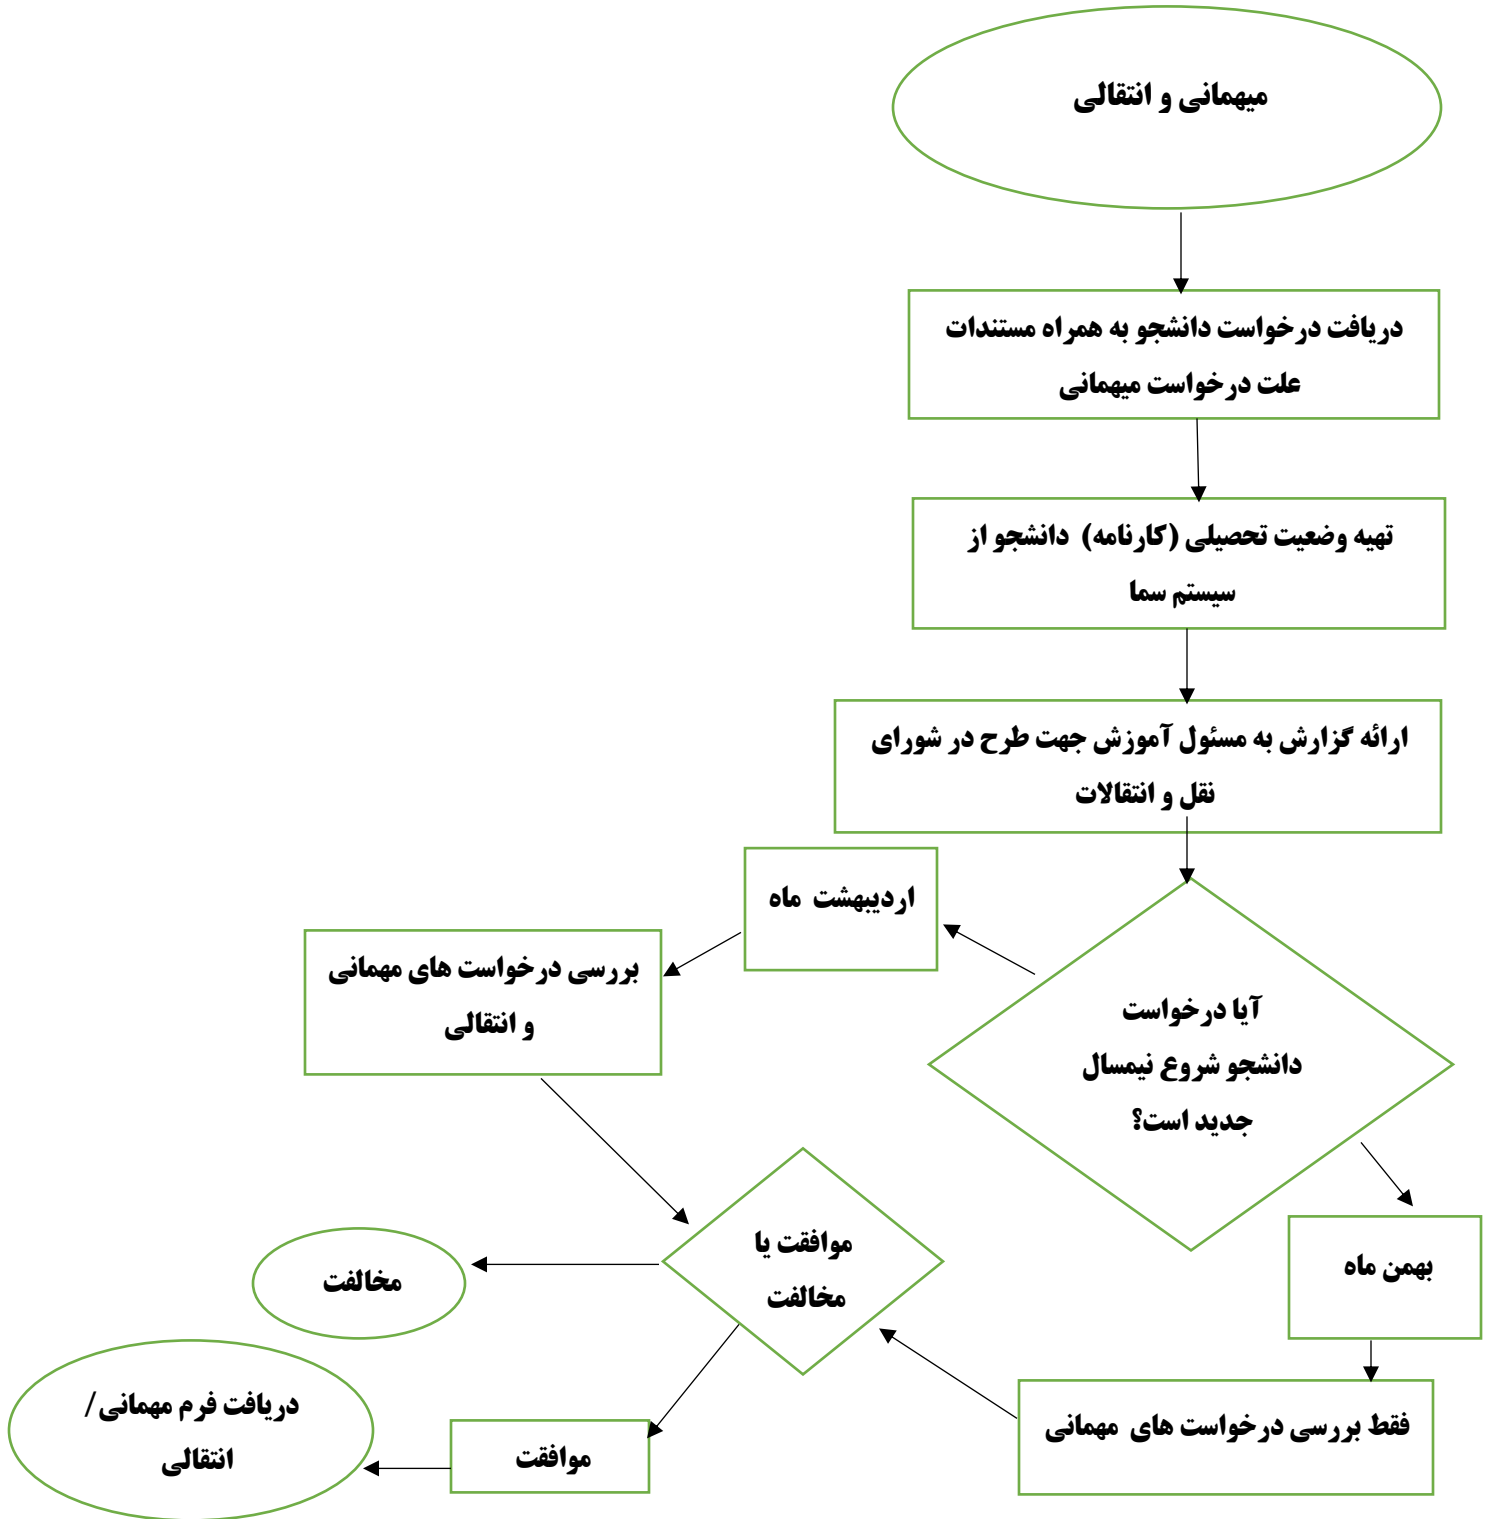 میهمانی و انتقالی
دریافت درخواست دانشجو به همراه مستندات
علت درخواست میهمانی
تهیه وضعیت تحصیلی (کارنامه) دانشجو از
سیستم سما
ارائه گزارش به مسئول آموزش جهت طرح در شورای
نقل و انتقالات
اردیبهشت ماه
بررسی درخواست های مهمانی
و انتقالی
آیا درخواست
دانشجو شروع نیمسال
جدید است؟
موافقت یا
مخالفت
بهمن ماه
مخالفت
دریافت فرم مهمانی/
انتقالی
موافقت
فقط بررسی درخواست های مهمانی